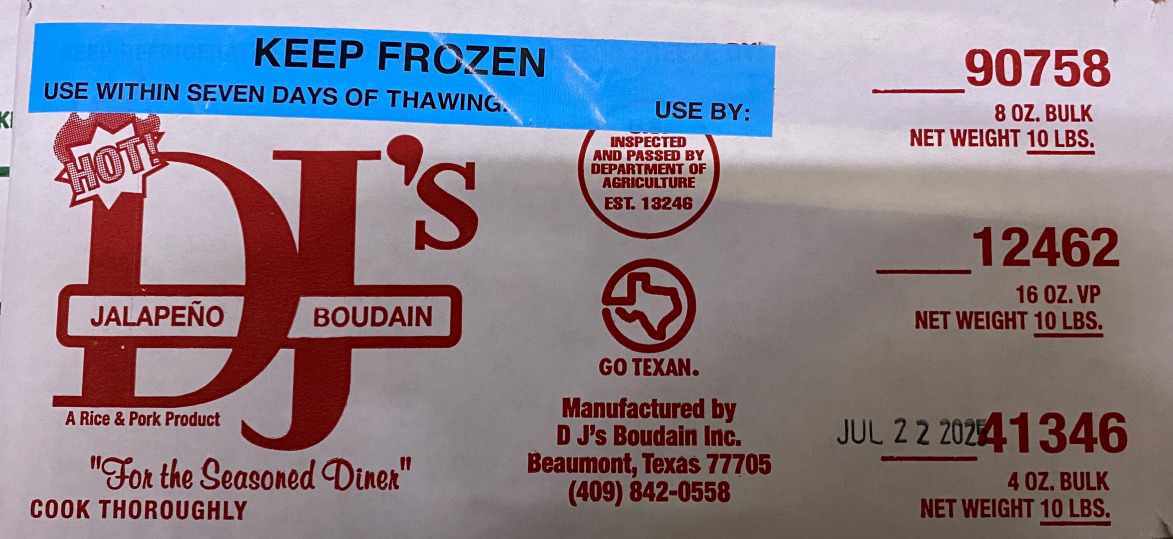 KEEP FROZEN
USE WITHIN SEVEN DAYS OF THAWING.
USE BY:
HOT!
DJ's
JALAPEÑO BOUDAIN
A Rice & Pork Product
"For the Seasoned Diner"
COOK THOROUGHLY
INSPECTED
AND PASSED BY
DEPARTMENT OF
AGRICULTURE
EST. 13246
GO TEXAN.
Manufactured by
D J's Boudain Inc.
Beaumont, Texas 77705
(409) 842-0558
90758
8 OZ. BULK
NET WEIGHT 10 LBS.
12462
16 OZ. VP
NET WEIGHT 10 LBS.
JUL 22 2025
41346
4 OZ. BULK
NET WEIGHT 10 LBS.